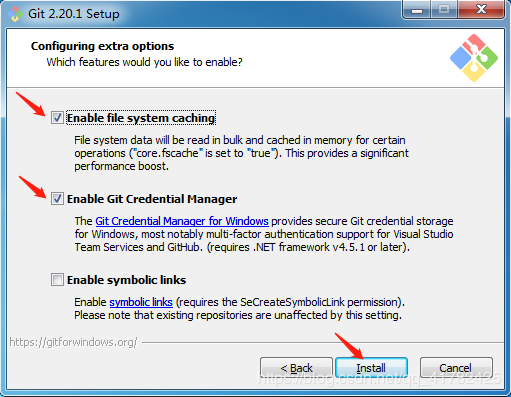 Git 2.20.1 Setup
Configuring extra options
Which features would you like to enable?
Enable file system caching
File system data will be read in bulk and cached in memory for certain
operations ("core.fscache" is set to "true"). This provides a significant
performance boost.
Enable Git Credential Manager
The Git Credential Manager for Windows provides secure Git credential storage
for Windows, most notably multi-factor authentication support for Visual Studio
Team Services and GitHub. (requires .NET framework v4.5.1 or later).
Enable symbolic links
Enable symbolic links (requires the SeCreateSymbolicLink permission).
Please note that existing repositories are unaffected by this setting.
https://gitforwindows.org/
< Back
Install
Cancel
https://blog.csdn.net/qq_41782425